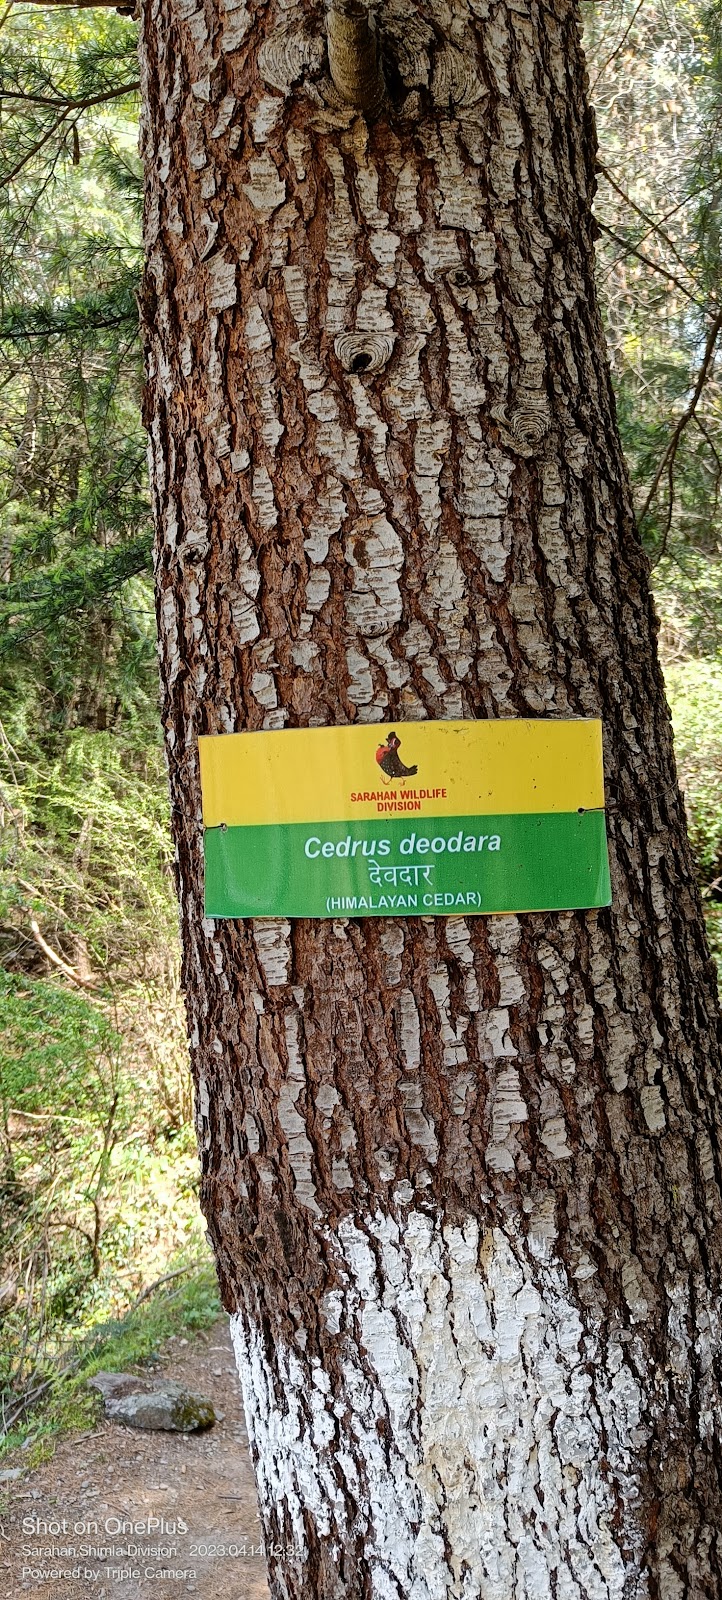 SARAHAN WILDLIFE
DIVISION
Cedrus deodara
देवदार
(HIMALAYAN CEDAR)
Shot on OnePlus
Sarahan,Shimla Division 2023.04.14 12:32
Powered by Triple Camera